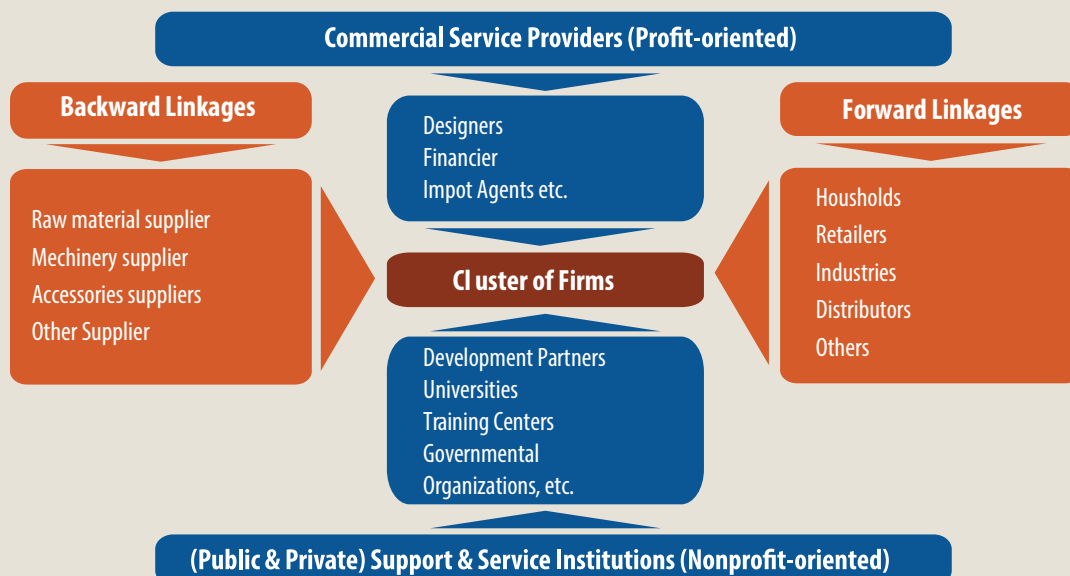 Commercial Service Providers (Profit-oriented)
Backward Linkages
Raw material supplier
Mechinery supplier
Accessories suppliers
Other Supplier
Designers
Financier
Impot Agents etc.
Cl uster of Firms
Development Partners
Universities
Training Centers
Governmental
Organizations, etc.
Forward Linkages
Housholds
Retailers
Industries
Distributors
Others
(Public & Private) Support & Service Institutions (Nonprofit-oriented)